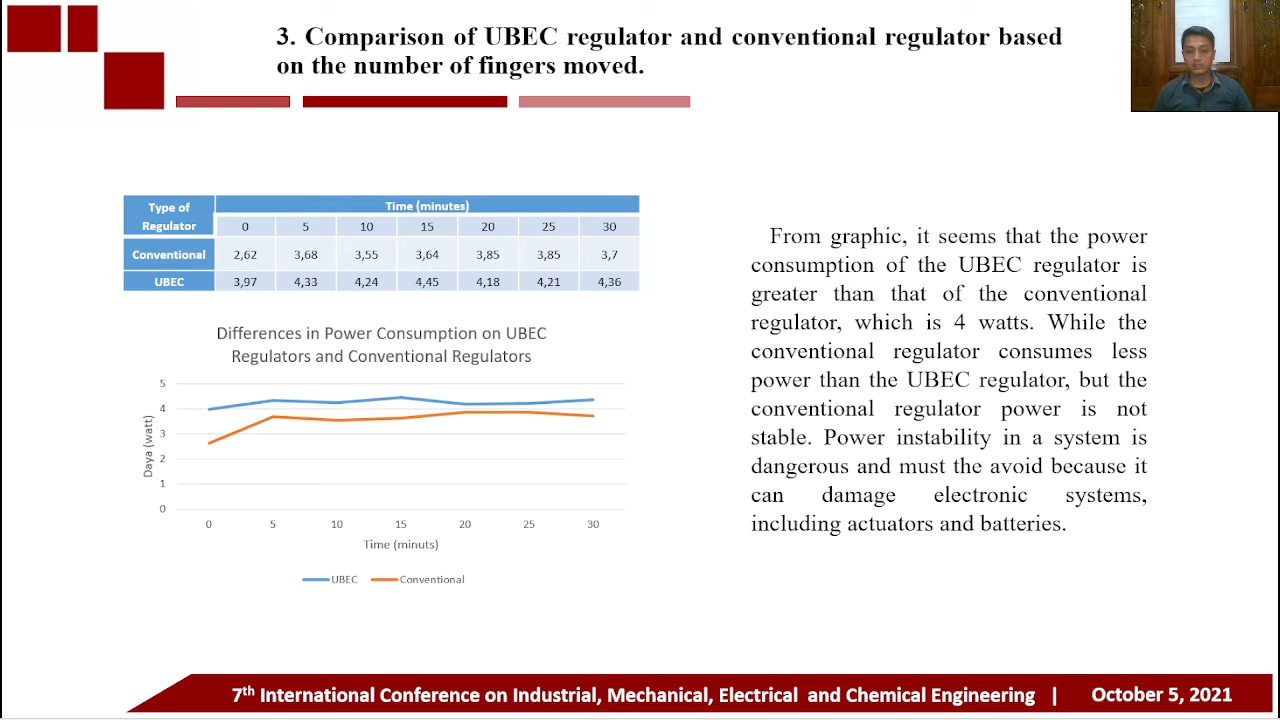 3. Comparison of UBEC regulator and conventional regulator based
on the number of fingers moved.
Type of Regulator Time (minutes)
0 5 10 15 20 25 30
Conventional 2,62 3,68 3,55 3,64 3,85 3,85 3,7
UBEC 3,97 4,33 4,24 4,45 4,18 4,21 4,36
Differences in Power Consumption on UBEC
Regulators and Conventional Regulators
Daya (watt)
5
4
3
2
1
0
0 5 10 15 20 25 30
Time (minuts)
UBEC Conventional
From graphic, it seems that the power
consumption of the UBEC regulator is
greater than that of the conventional
regulator, which is 4 watts. While the
conventional regulator consumes less
power than the UBEC regulator, but the
conventional regulator power is not
stable. Power instability in a system is
dangerous and must the avoid because it
can damage electronic systems,
including actuators and batteries.
7th International Conference on Industrial, Mechanical, Electrical and Chemical Engineering | October 5, 2021